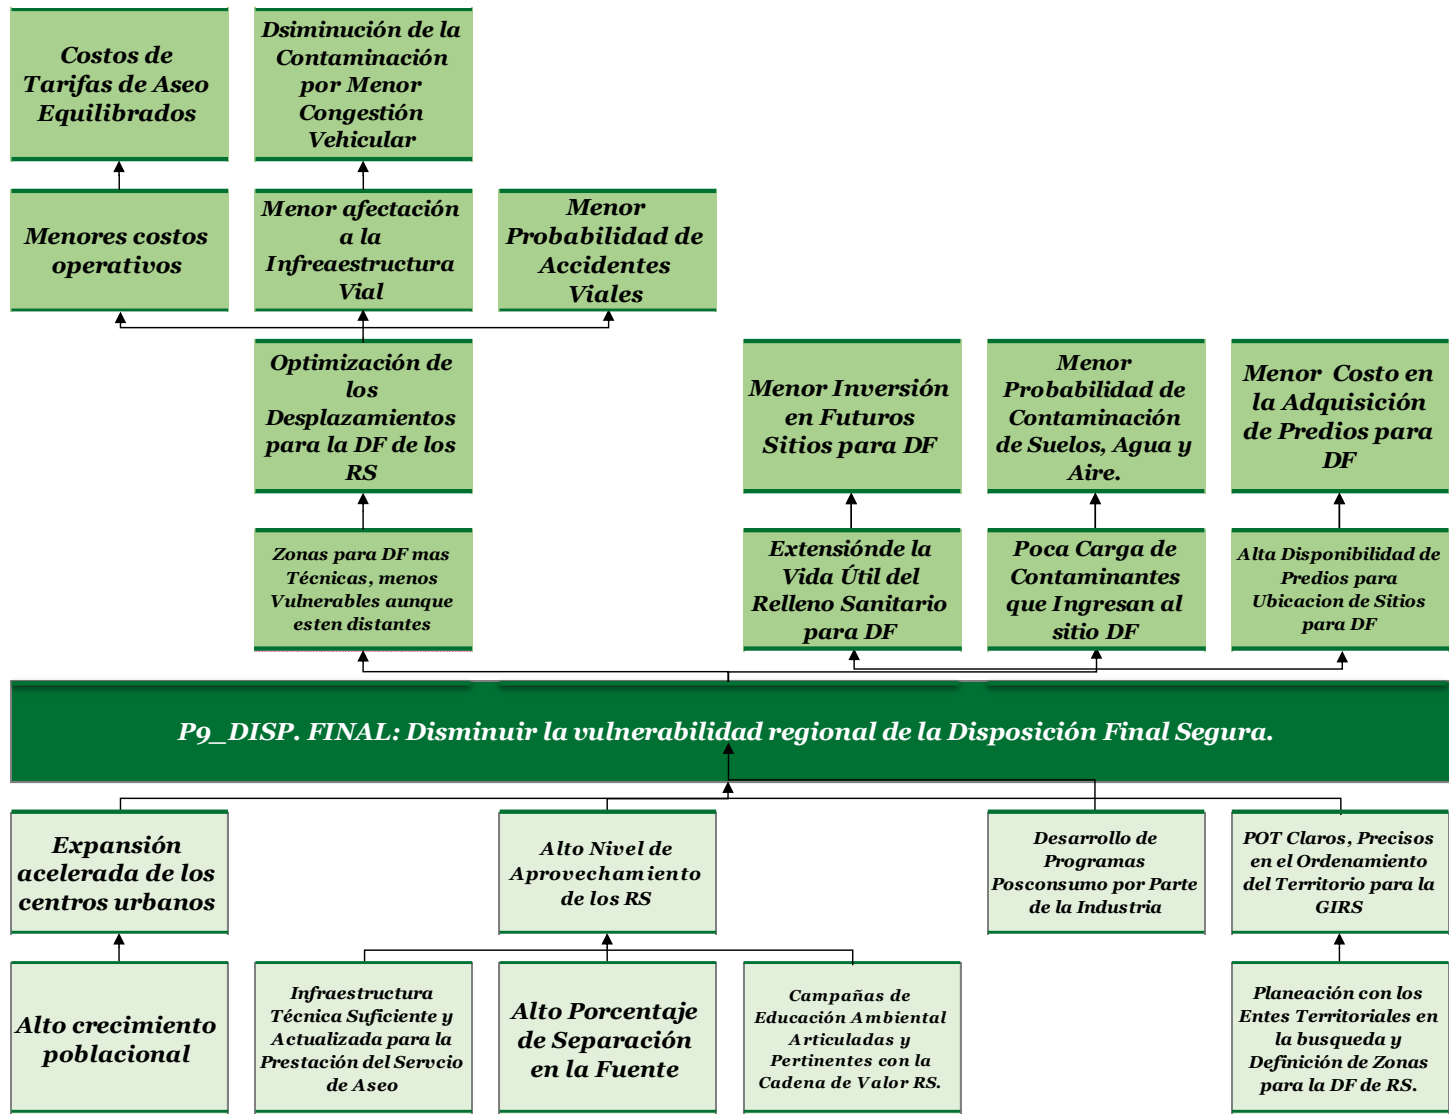 Costos de
Tarifas de Aseo
Equilibrados
Dsiminución de la
Contaminación
por Menor
Congestión
Vehicular
Menores costos
operativos
Menor afectación
a la
Infreaestructura
Vial
Menor
Probabilidad de
Accidentes
Viales
Optimización de
los
Desplazamientos
para la DF de los
RS
Menor Inversión
en Futuros
Sitios para DF
Menor
Probabilidad de
Contaminación
de Suelos, Agua y
Aire.
Menor Costo en
la Adquisición
de Predios para
DF
Zonas para DF mas
Técnicas, menos
Vulnerables aunque
esten distantes
Extensiónde la
Vida Útil del
Relleno Sanitario
para DF
Poca Carga de
Contaminantes
que Ingresan al
sitio DF
Alta Disponibilidad de
Predios para
Ubicacion de Sitios
para DF
P9_DISP. FINAL: Disminuir la vulnerabilidad regional de la Disposición Final Segura.
Expansión
acelerada de los
centros urbanos
Alto Nivel de
Aprovechamiento
de los RS
Desarrollo de
Programas
Posconsumo por Parte
de la Industria
POT Claros, Precisos
en el Ordenamiento
del Territorio para la
GIRS
Alto crecimiento
poblacional
Infraestructura
Técnica Suficiente y
Actualizada para la
Prestación del Servcio
de Aseo
Alto Porcentaje
de Separación
en la Fuente
Campañas de
Educación Ambiental
Articuladas y
Pertinentes con la
Cadena de Valor RS.
Planeación con los
Entes Territoriales en
la busqueda y
Definición de Zonas
para la DF de RS.